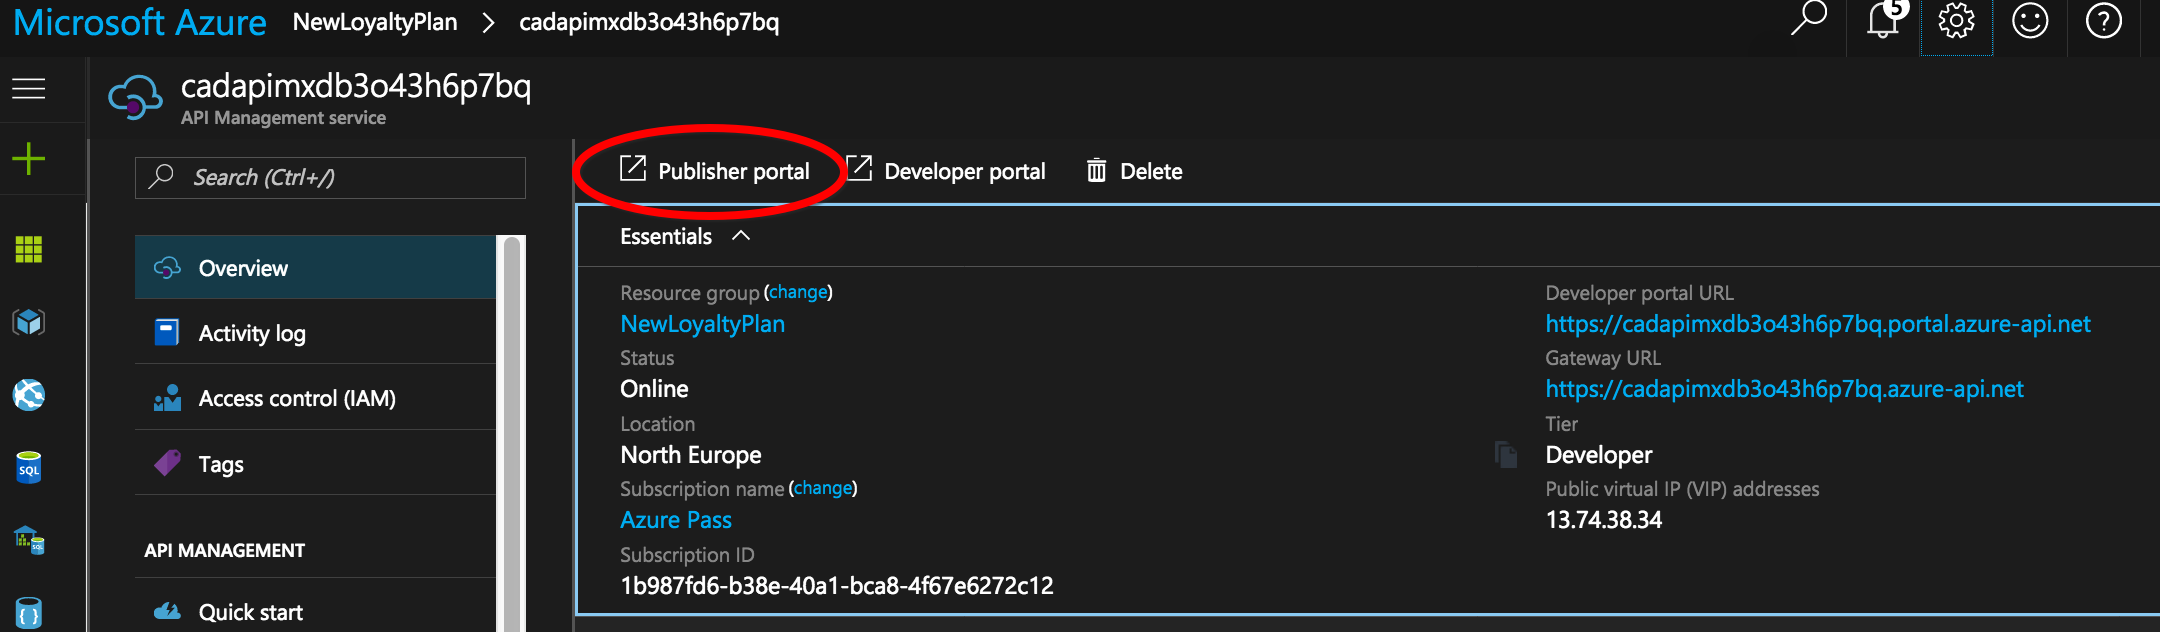 Microsoft Azure NewLoyaltyPlan > cadapimxdb3o43h6p7bq
5
?
cadapimxdb3o43h6p7bq
API Management service
Search (Ctrl+/)
Publisher portal Developer portal Delete
Overview
Activity log
Access control (IAM)
Tags
API MANAGEMENT
Quick start
SQL
SQL
{ }
Essentials
Resource group (change)
NewLoyaltyPlan
Status
Online
Location
North Europe
Subscription name (change)
Azure Pass
Subscription ID
1b987fd6-b38e-40a1-bca8-4f67e6272c12
Developer portal URL
https://cadapimxdb3o43h6p7bq.portal.azure-api.net
Gateway URL
https://cadapimxdb3o43h6p7bq.azure-api.net
Tier
Developer
Public virtual IP (VIP) addresses
13.74.38.34